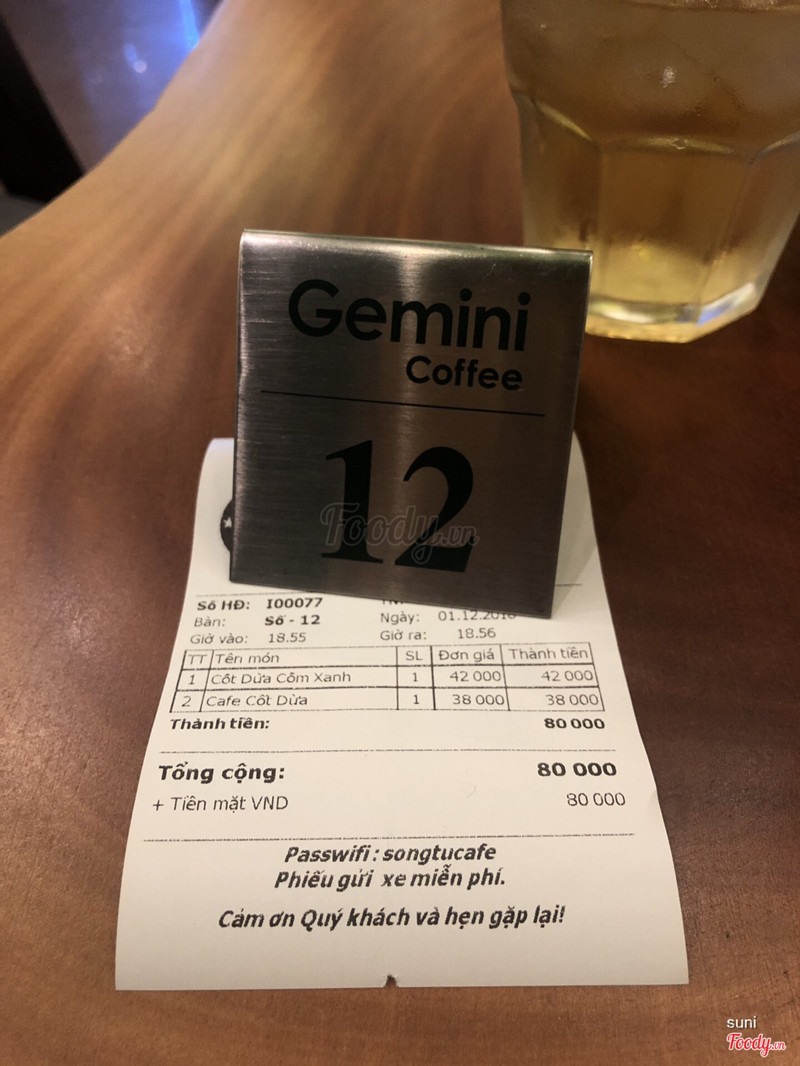 Gemini
Coffee
12
Foody.vn
Số HĐ: I00077
Bàn: Số - 12 Ngày:
Giờ vào: 18.55 Giờ ra: 18.56
TT Tên món SL Đơn giá Thành tiền
1 Cốt Dừa Cốm Xanh 1 42 000 42 000
2 Cafe Cốt Dừa 1 38 000 38 000
Thành tiền: 80 000
Tổng cộng: 80 000
+ Tiền mặt VND 80 000
Passwifi : songtucafe
Phiếu gửi xe miễn phí.
Cảm ơn Quý khách và hẹn gặp lại!
suni
Foody.vn